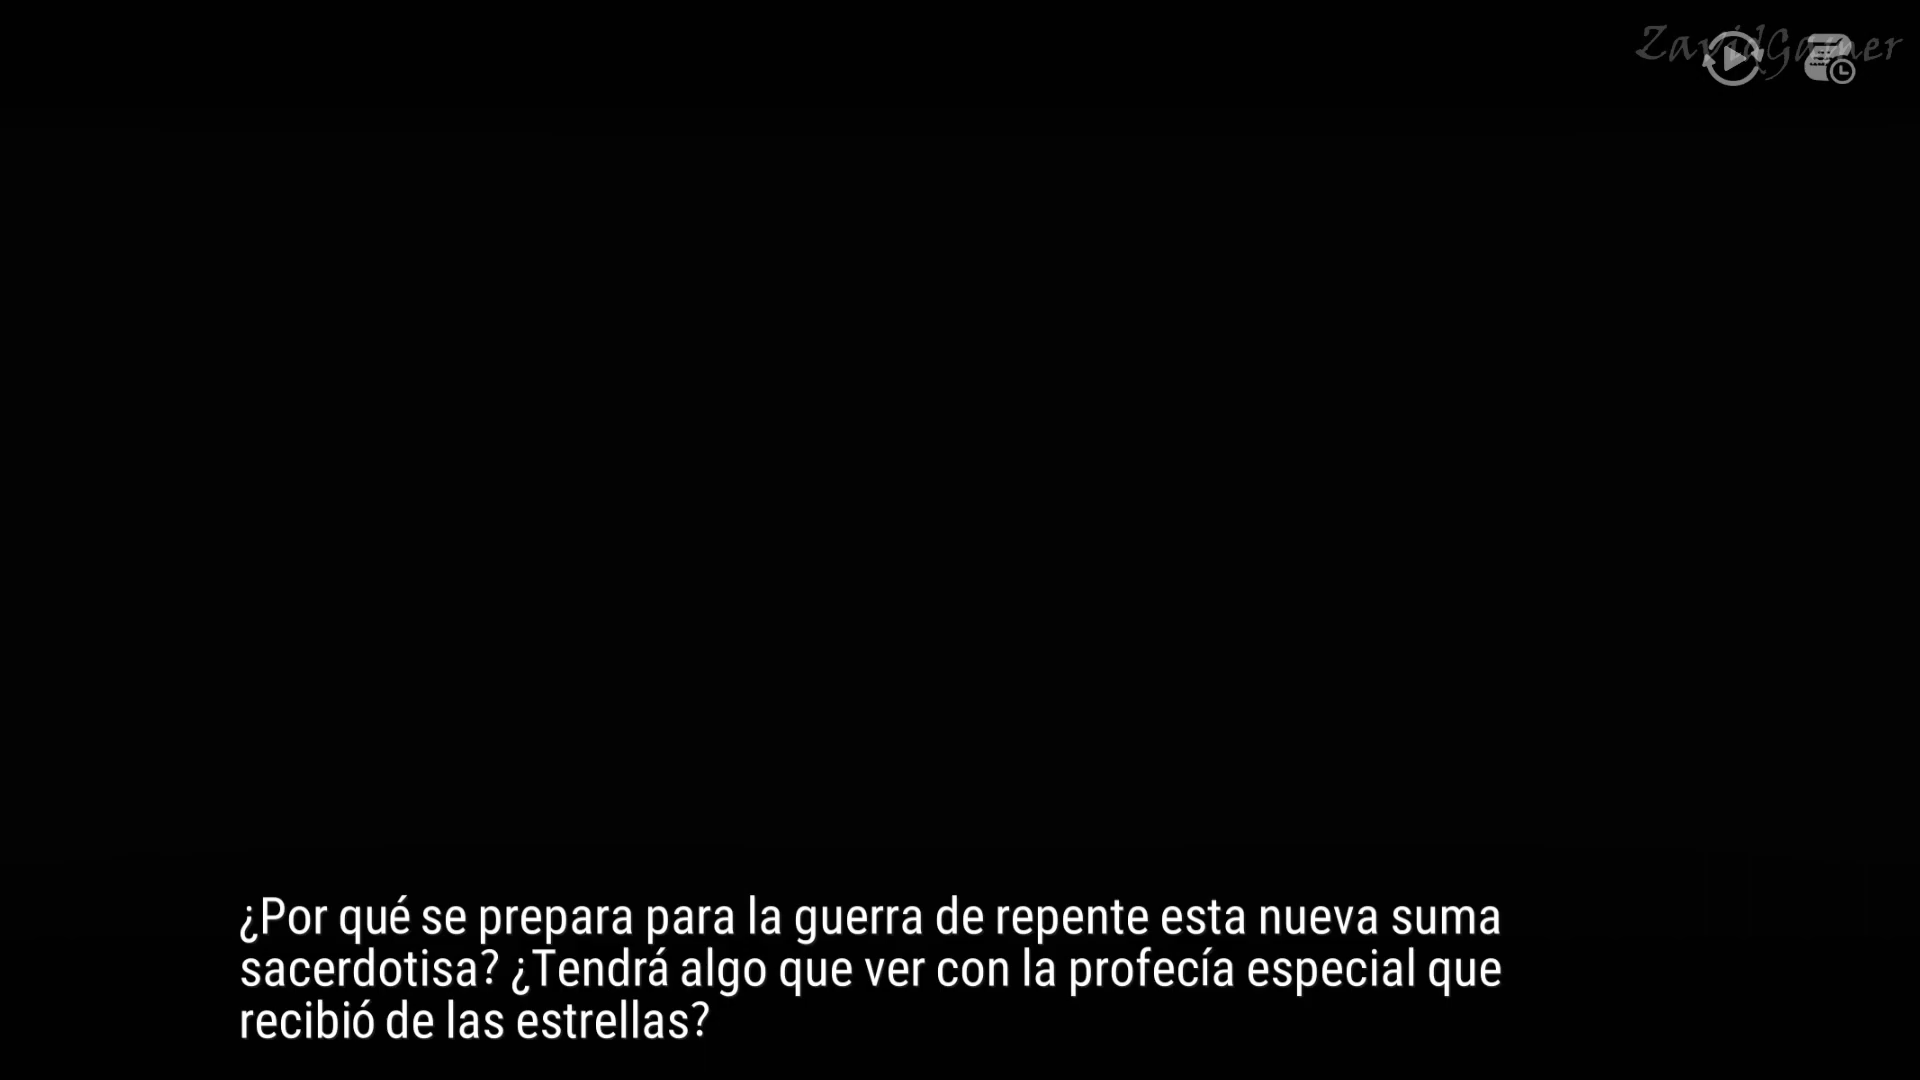 ZavidGamer
¿Por qué se prepara para la guerra de repente esta nueva suma
sacerdotisa? ¿Tendrá algo que ver con la profecía especial que
recibió de las estrellas?